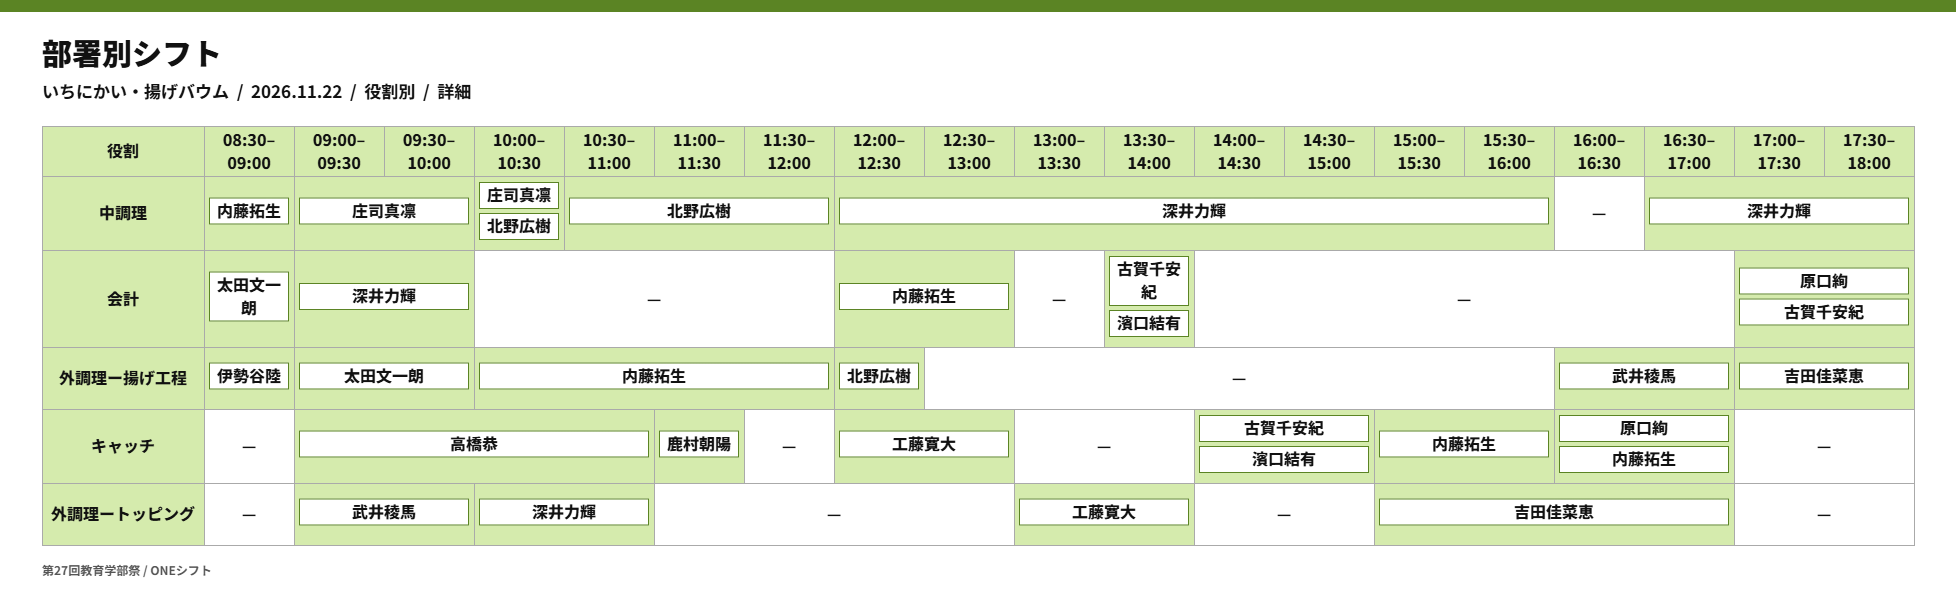 部署別シフト
いちにかい・揚げバウム / 2026.11.22 / 役割別 / 詳細
役割 08:30–09:00 09:00–09:30 09:30–10:00 10:00–10:30 10:30–11:00 11:00–11:30 11:30–12:00 12:00–12:30 12:30–13:00 13:00–13:30 13:30–14:00 14:00–14:30 14:30–15:00 15:00–15:30 15:30–16:00 16:00–16:30 16:30–17:00 17:00–17:30 17:30–18:00
中調理 内藤拓生 庄司真凛 庄司真凛 北野広樹 北野広樹 深井力輝 — 深井力輝
会計 太田文一朗 深井力輝 — 内藤拓生 — 古賀千安紀 濱口結有 — 原口絢 古賀千安紀
外調理ー揚げ工程 伊勢谷陸 太田文一朗 内藤拓生 北野広樹 — 武井稜馬 吉田佳菜恵
キャッチ — 高橋恭 鹿村朝陽 — 工藤寛大 — 古賀千安紀 濱口結有 内藤拓生 原口絢 内藤拓生 —
外調理ートッピング — 武井稜馬 深井力輝 — 工藤寛大 — 吉田佳菜恵 —
第27回教育学部祭 / ONEシフト